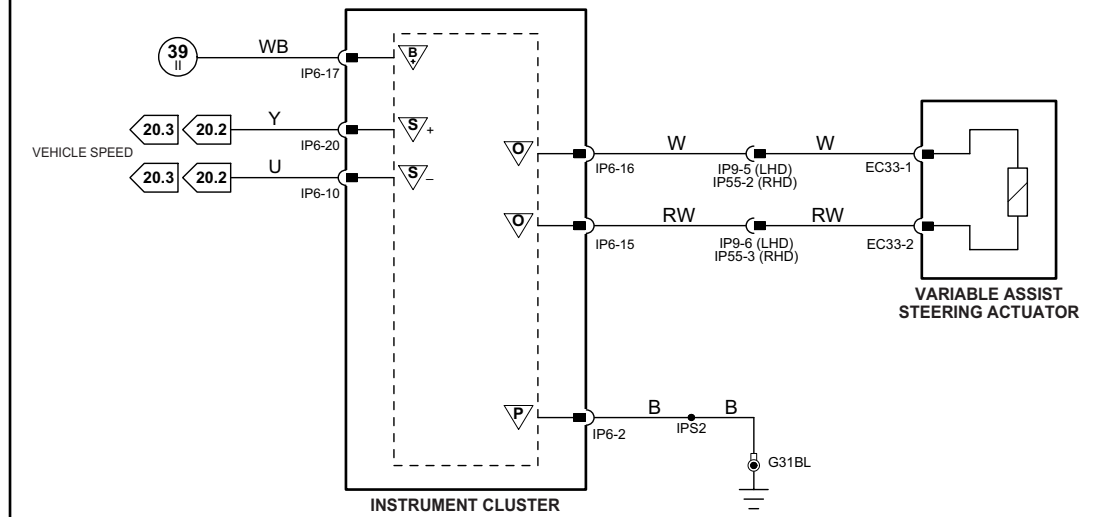 39
II
WB
IP6-17
B
+
20.3
20.2
Y
IP6-20
S
+
VEHICLE SPEED
20.3
20.2
U
IP6-10
S
–
O
IP6-16
W
IP9-5 (LHD)
IP55-2 (RHD)
W
EC33-1
O
IP6-15
RW
IP9-6 (LHD)
IP55-3 (RHD)
RW
EC33-2
VARIABLE ASSIST
STEERING ACTUATOR
P
IP6-2
B
IPS2
B
G31BL
INSTRUMENT CLUSTER